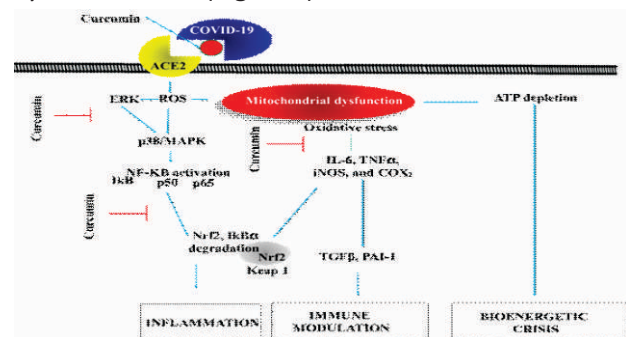 Curcumin
COVID-19
ACE2
Curcumin
ERK
ROS
Mitochondrial dysfunction
ATP depletion
Oxidative stress
p38/MAPK
Curcumin
IL-6, TNFα,
iNOS, and COX₂
NF-KB activation
IkB p50 p65
Curcumin
Nrf2, IkBα
degradation
Nrf2
Keap 1
TGFβ, PAI-1
INFLAMMATION
IMMUNE
MODULATION
BIOENERGETIC
CRISIS